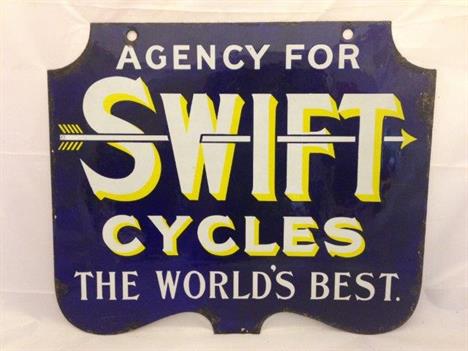 AGENCY FOR
SWIFT
CYCLES
THE WORLD'S BEST.